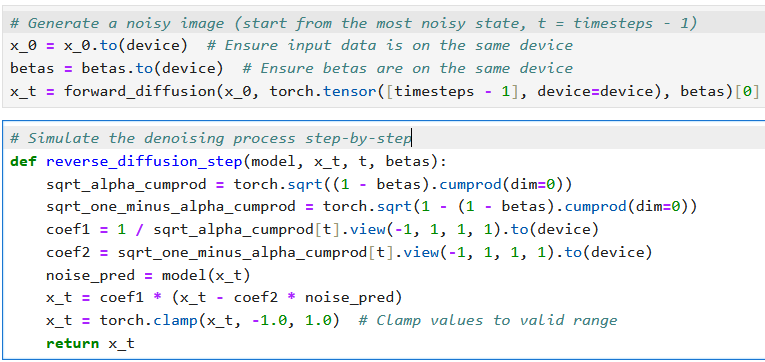 # Generate a noisy image (start from the most noisy state, t = timesteps - 1)
x_0 = x_0.to(device)  # Ensure input data is on the same device
betas = betas.to(device)  # Ensure betas are on the same device
x_t = forward_diffusion(x_0, torch.tensor([timesteps - 1], device=device), betas)[0]
# Simulate the denoising process step-by-step
def reverse_diffusion_step(model, x_t, t, betas):
    sqrt_alpha_cumprod = torch.sqrt((1 - betas).cumprod(dim=0))
    sqrt_one_minus_alpha_cumprod = torch.sqrt(1 - (1 - betas).cumprod(dim=0))
    coef1 = 1 / sqrt_alpha_cumprod[t].view(-1, 1, 1, 1).to(device)
    coef2 = sqrt_one_minus_alpha_cumprod[t].view(-1, 1, 1, 1).to(device)
    noise_pred = model(x_t)
    x_t = coef1 * (x_t - coef2 * noise_pred)
    x_t = torch.clamp(x_t, -1.0, 1.0)  # Clamp values to valid range
    return x_t